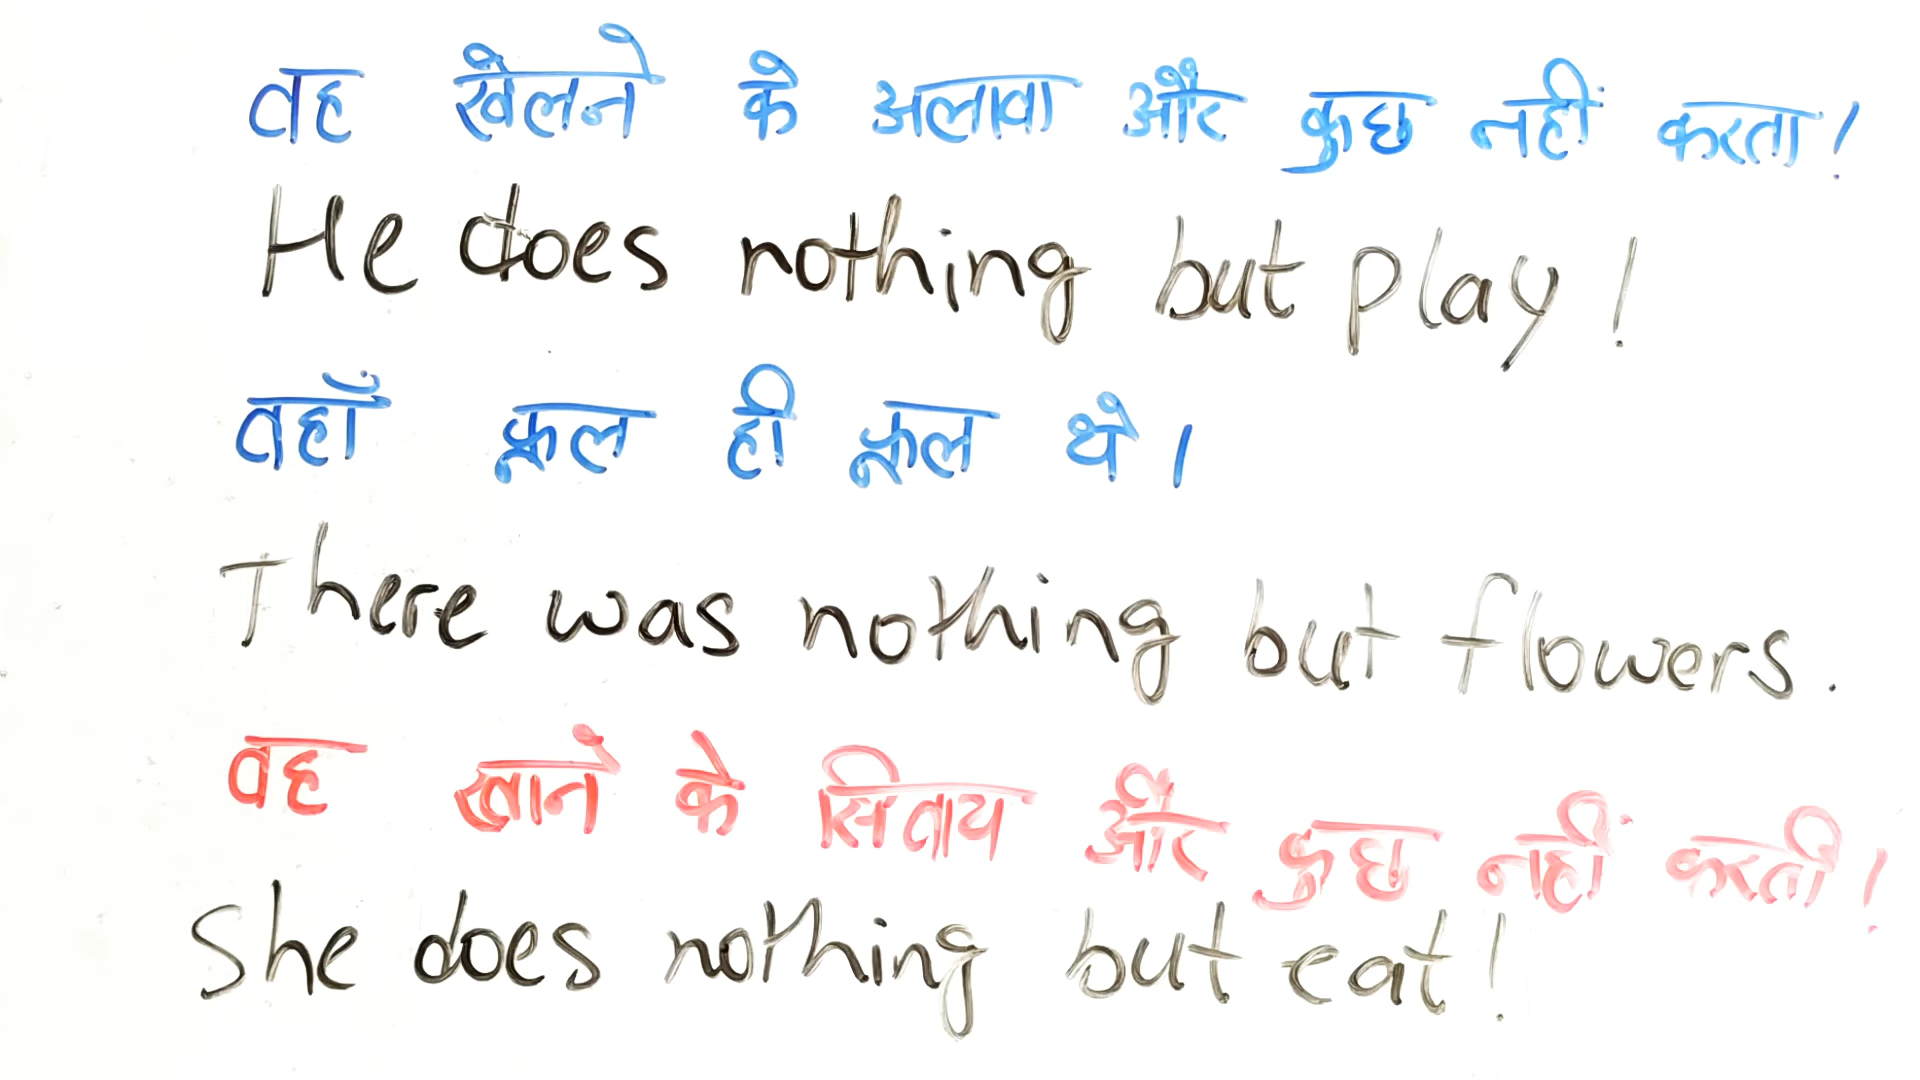 वह खेलने के अलावा और कुछ नहीं करता!
He does nothing but play!
वहाँ फूल ही फूल थे।
There was nothing but flowers.
वह खाने के सिवाय और कुछ नहीं करती!
She does nothing but eat!